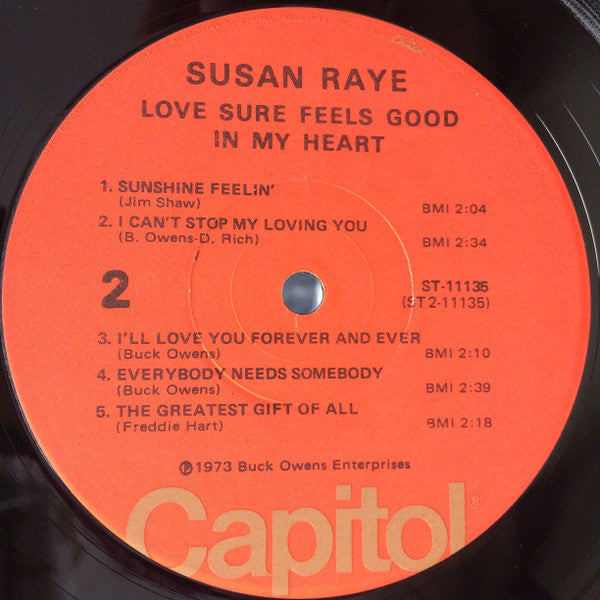 Capitol
SUSAN RAYE
LOVE SURE FEELS GOOD
IN MY HEART
1. SUNSHINE FEELIN'
(Jim Shaw)
BMI 2:04
2. I CAN'T STOP MY LOVING YOU
(B. Owens-D. Rich)
BMI 2:34
2
ST-11135
(ST2-11135)
3. I'LL LOVE YOU FOREVER AND EVER
(Buck Owens)
BMI 2:10
4. EVERYBODY NEEDS SOMEBODY
(Buck Owens)
BMI 2:39
5. THE GREATEST GIFT OF ALL
(Freddie Hart)
BMI 2:18
℗1973 Buck Owens Enterprises
Capitol®